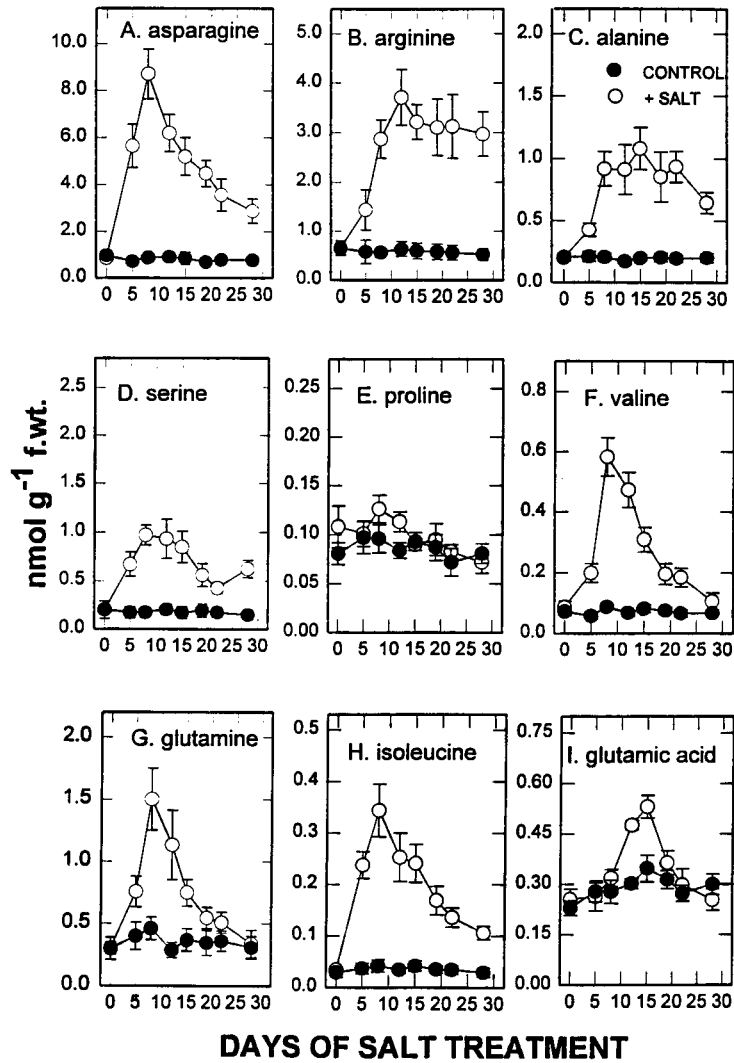 A. asparagine
10.0
8.0
6.0
4.0
2.0
0.0
0 5 10 15 20 25 30
B. arginine
5.0
4.0
3.0
2.0
1.0
0.0
0 5 10 15 20 25 30
C. alanine
CONTROL
+ SALT
2.0
1.5
1.0
0.5
0.0
0 5 10 15 20 25 30
D. serine
2.5
2.0
1.5
1.0
0.5
0.0
0 5 10 15 20 25 30
E. proline
0.25
0.20
0.15
0.10
0.05
0.00
0 5 10 15 20 25 30
F. valine
0.8
0.6
0.4
0.2
0.0
0 5 10 15 20 25 30
nmol g⁻¹ f.wt.
G. glutamine
2.0
1.5
1.0
0.5
0.0
0 5 10 15 20 25 30
H. isoleucine
0.5
0.4
0.3
0.2
0.1
0.0
0 5 10 15 20 25 30
I. glutamic acid
0.75
0.60
0.45
0.30
0.15
0.00
0 5 10 15 20 25 30
DAYS OF SALT TREATMENT